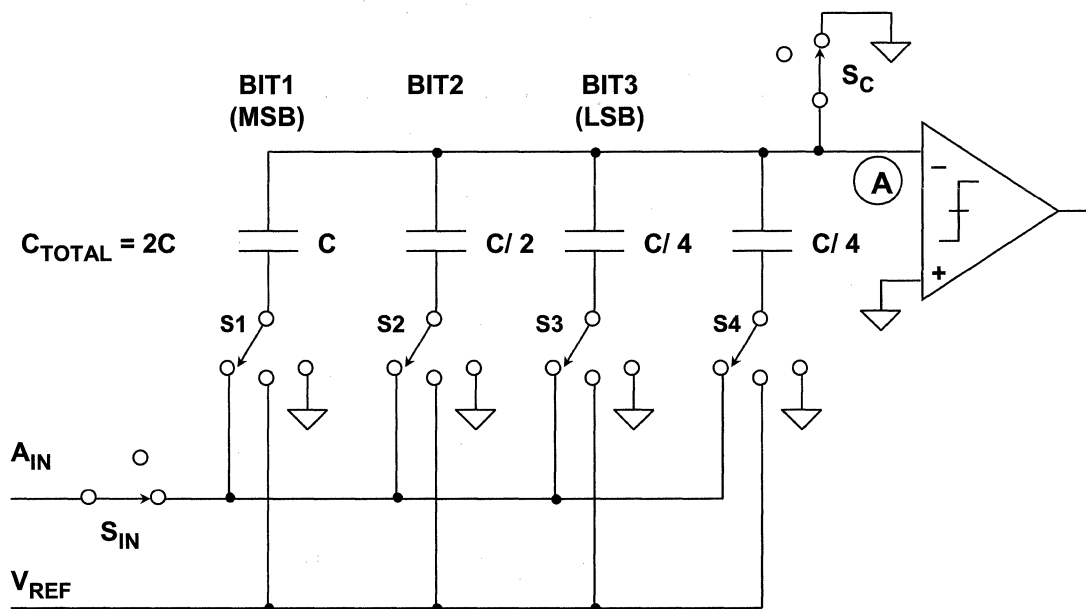 BIT1
(MSB)
BIT2
BIT3
(LSB)
S_C
A
−
+
C_TOTAL = 2C
C
C/ 2
C/ 4
C/ 4
S1
S2
S3
S4
A_IN
S_IN
V_REF